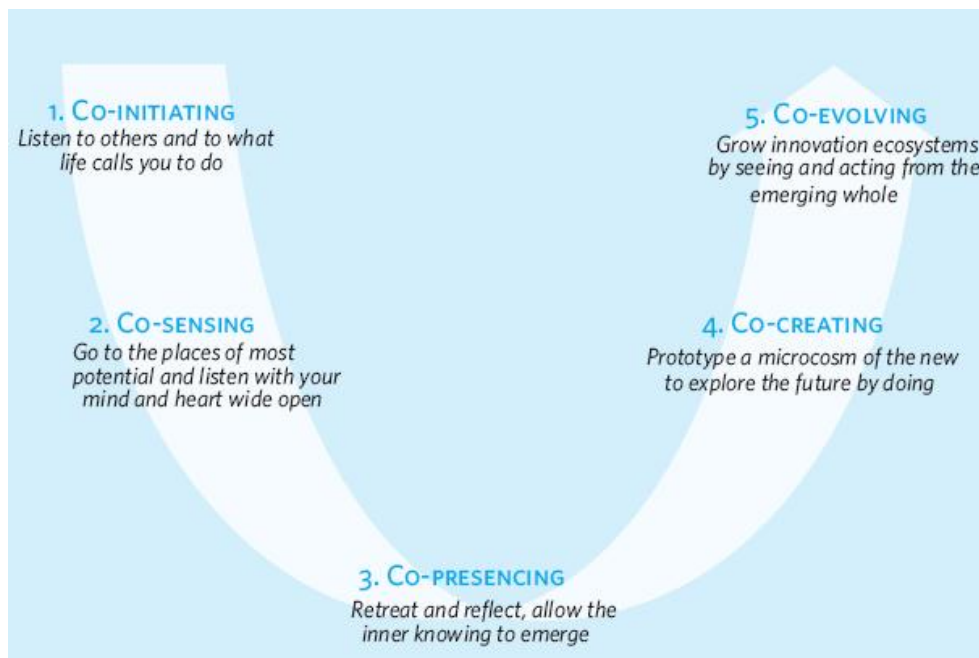 1. Co-initiating
Listen to others and to what
life calls you to do
2. Co-sensing
Go to the places of most
potential and listen with your
mind and heart wide open
3. Co-presencing
Retreat and reflect, allow the
inner knowing to emerge
4. Co-creating
Prototype a microcosm of the new
to explore the future by doing
5. Co-evolving
Grow innovation ecosystems
by seeing and acting from the
emerging whole